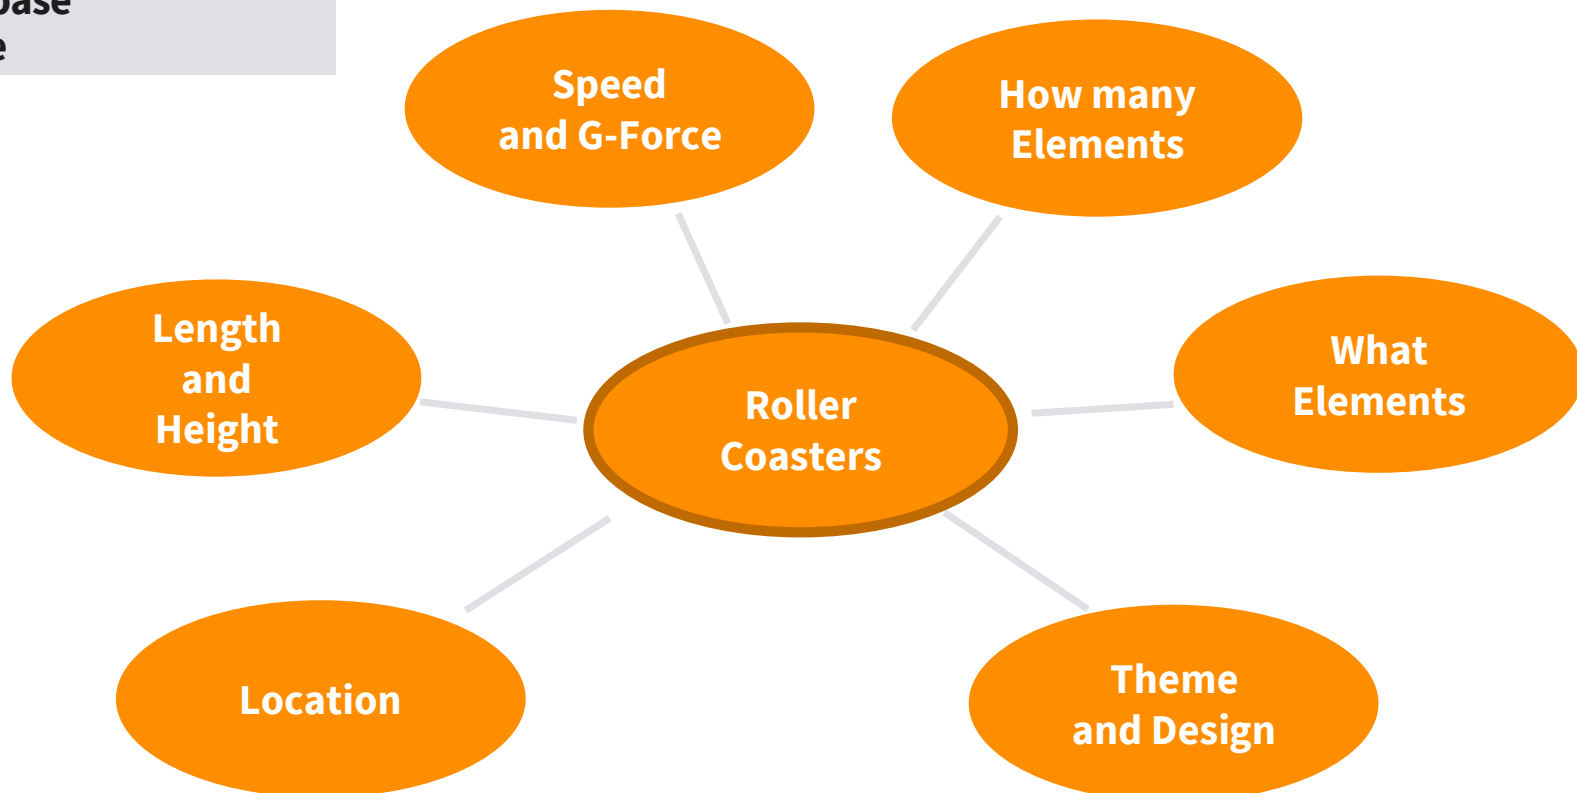 Speed
and G-Force
How many
Elements
Length
and
Height
What
Elements
Roller
Coasters
Location
Theme
and Design